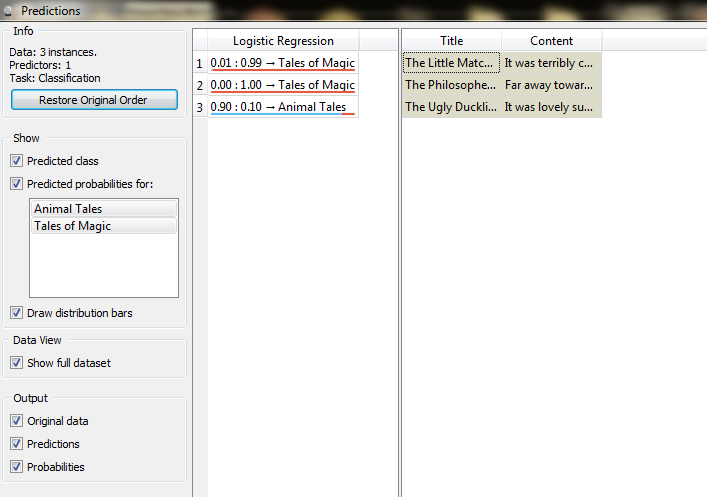 Predictions
Info
Data: 3 instances.
Predictors: 1
Task: Classification
Restore Original Order
Show
Predicted class
Predicted probabilities for:
Animal Tales
Tales of Magic
Draw distribution bars
Data View
Show full dataset
Output
Original data
Predictions
Probabilities
Logistic Regression
1 0.01 : 0.99 → Tales of Magic
2 0.00 : 1.00 → Tales of Magic
3 0.90 : 0.10 → Animal Tales
Title Content
The Little Matc... It was terribly c...
The Philosophe... Far away towar...
The Ugly Duckli... It was lovely su...